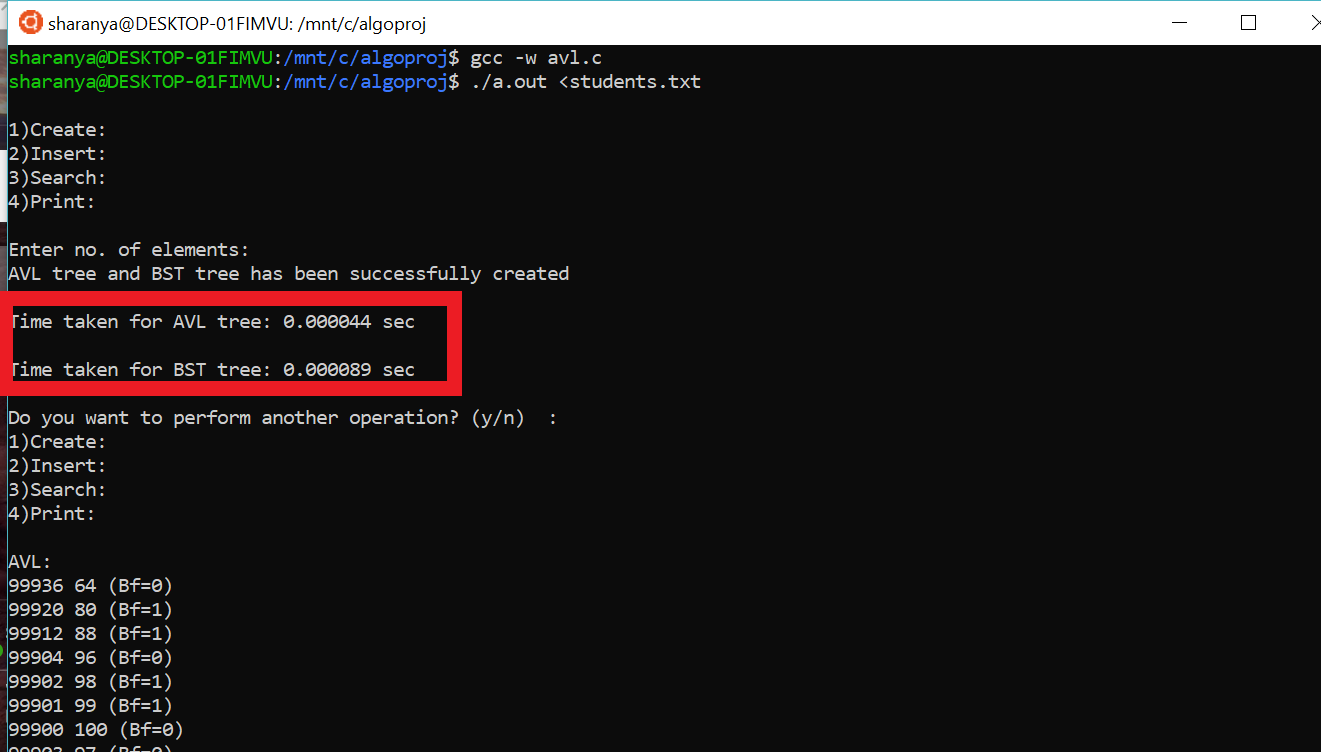 sharanya@DESKTOP-01FIMVU: /mnt/c/algoproj
sharanya@DESKTOP-01FIMVU:/mnt/c/algoproj$ gcc -w avl.c
sharanya@DESKTOP-01FIMVU:/mnt/c/algoproj$ ./a.out <students.txt
1)Create:
2)Insert:
3)Search:
4)Print:
Enter no. of elements:
AVL tree and BST tree has been successfully created
Time taken for AVL tree: 0.000044 sec
Time taken for BST tree: 0.000089 sec
Do you want to perform another operation? (y/n)  :
1)Create:
2)Insert:
3)Search:
4)Print:
AVL:
99936 64 (Bf=0)
99920 80 (Bf=1)
99912 88 (Bf=1)
99904 96 (Bf=0)
99902 98 (Bf=1)
99901 99 (Bf=1)
99900 100 (Bf=0)
99903 97 (Bf=0)